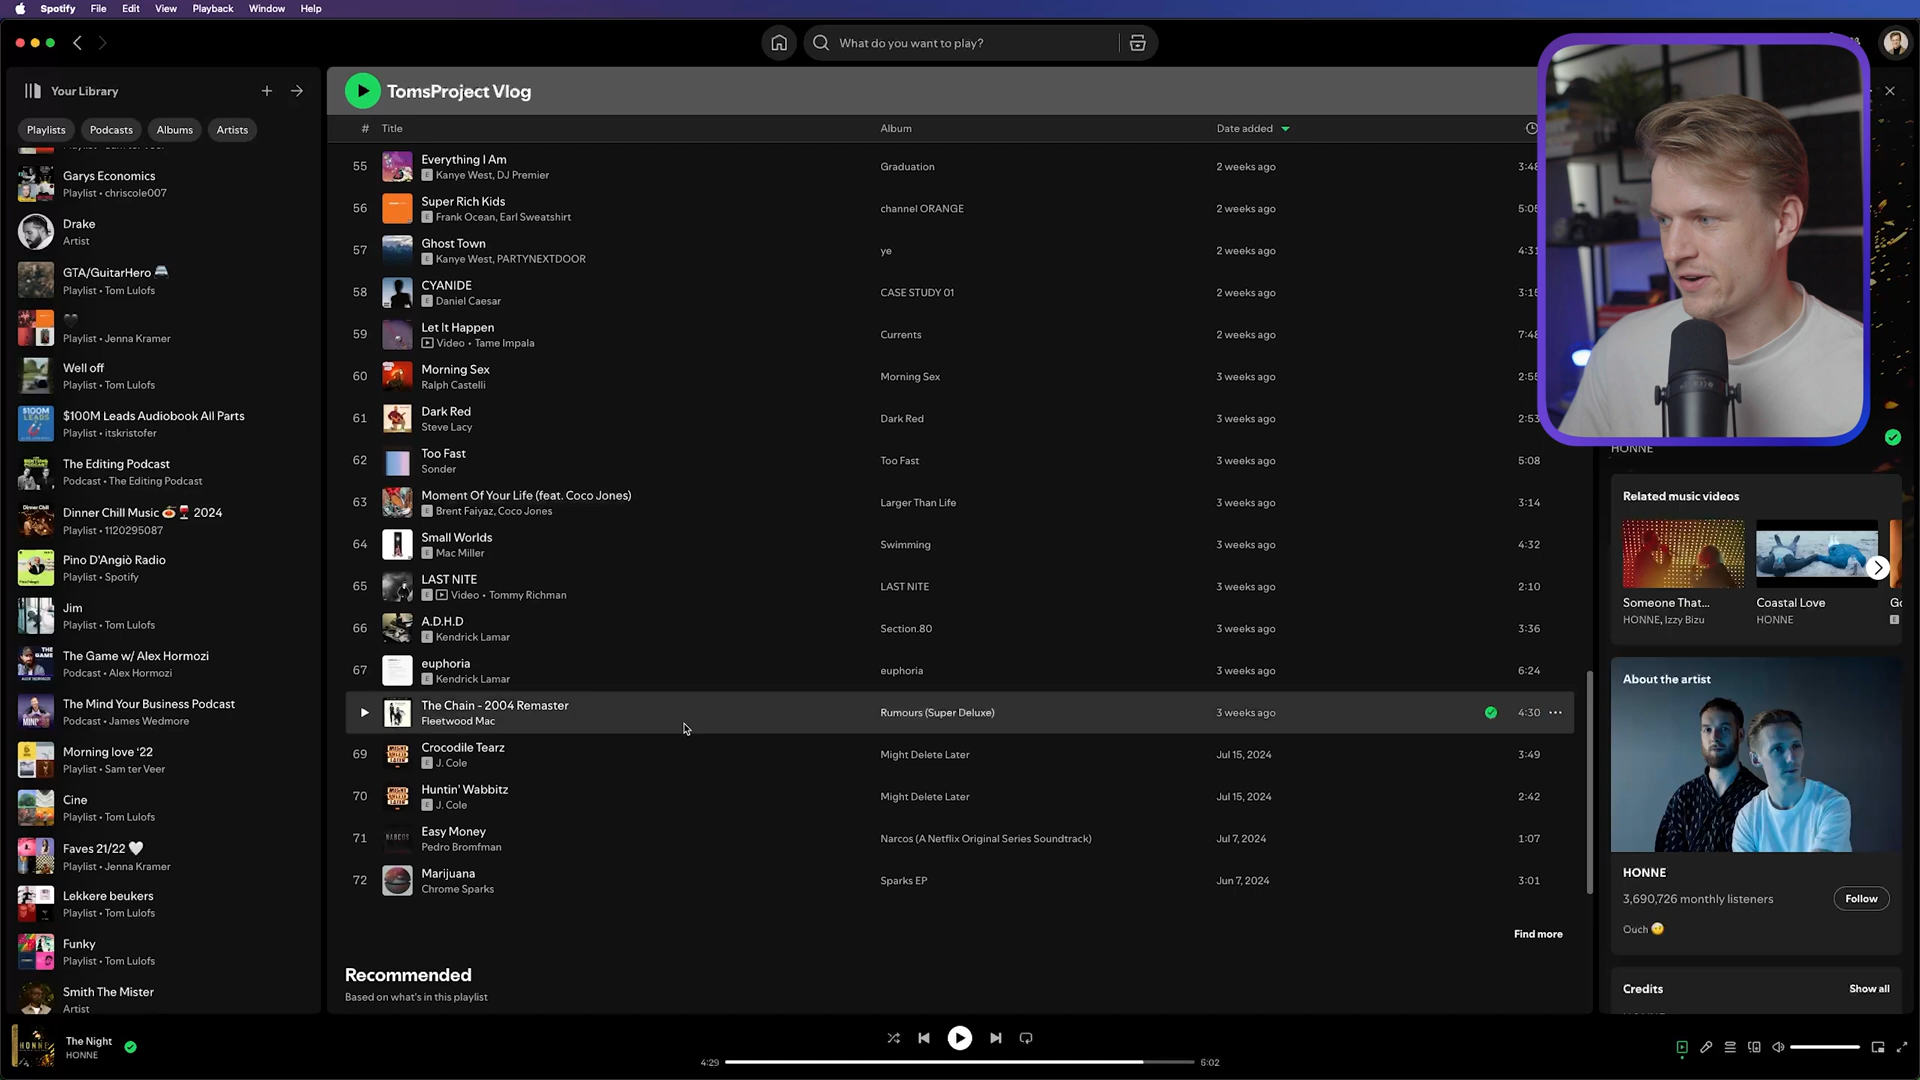 Spotify File Edit View Playback Window Help
What do you want to play?
Your Library
Playlists Podcasts Albums Artists
Garys Economics
Playlist • chriscole007
Drake
Artist
GTA/GuitarHero 🚔
Playlist • Tom Lulofs
🖤
Playlist • Jenna Kramer
Well off
Playlist • Tom Lulofs
$100M Leads Audiobook All Parts
Playlist • itskristofer
The Editing Podcast
Podcast • The Editing Podcast
Dinner Chill Music 🍝🍷 2024
Playlist • 1120295087
Pino D'Angiò Radio
Playlist • Spotify
Jim
Playlist • Tom Lulofs
The Game w/ Alex Hormozi
Podcast • Alex Hormozi
The Mind Your Business Podcast
Podcast • James Wedmore
Morning love '22
Playlist • Sam ter Veer
Cine
Playlist • Tom Lulofs
Faves 21/22 🤍
Playlist • Jenna Kramer
Lekkere beukers
Playlist • Tom Lulofs
Funky
Playlist • Tom Lulofs
Smith The Mister
Artist
TomsProject Vlog
# Title Album Date added
55 Everything I Am Graduation 2 weeks ago 3:48
E Kanye West, DJ Premier
56 Super Rich Kids channel ORANGE 2 weeks ago 5:05
E Frank Ocean, Earl Sweatshirt
57 Ghost Town ye 2 weeks ago 4:31
E Kanye West, PARTYNEXTDOOR
58 CYANIDE CASE STUDY 01 2 weeks ago 3:15
E Daniel Caesar
59 Let It Happen Currents 2 weeks ago 7:48
Video • Tame Impala
60 Morning Sex Morning Sex 3 weeks ago 2:55
Ralph Castelli
61 Dark Red Dark Red 3 weeks ago 2:53
Steve Lacy
62 Too Fast Too Fast 3 weeks ago 5:08
Sonder
63 Moment Of Your Life (feat. Coco Jones) Larger Than Life 3 weeks ago 3:14
E Brent Faiyaz, Coco Jones
64 Small Worlds Swimming 3 weeks ago 4:32
E Mac Miller
65 LAST NITE LAST NITE 3 weeks ago 2:10
E Video • Tommy Richman
66 A.D.H.D Section.80 3 weeks ago 3:36
E Kendrick Lamar
67 euphoria euphoria 3 weeks ago 6:24
E Kendrick Lamar
The Chain - 2004 Remaster Rumours (Super Deluxe) 3 weeks ago 4:30
Fleetwood Mac
69 Crocodile Tearz Might Delete Later Jul 15, 2024 3:49
E J. Cole
70 Huntin' Wabbitz Might Delete Later Jul 15, 2024 2:42
E J. Cole
71 Easy Money Narcos (A Netflix Original Series Soundtrack) Jul 7, 2024 1:07
Pedro Bromfman
72 Marijuana Sparks EP Jun 7, 2024 3:01
Chrome Sparks
Find more
Recommended
Based on what's in this playlist
HONNE
Related music videos
Someone That...
HONNE, Izzy Bizu
Coastal Love
HONNE
About the artist
HONNE
3,690,726 monthly listeners
Follow
Ouch 🤕
Credits Show all
The Night
HONNE
4:29 5:02